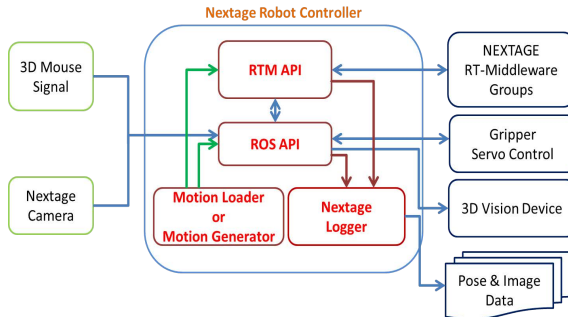 Nextage Robot Controller
3D Mouse
Signal
Nextage
Camera
RTM API
ROS API
Motion Loader
or
Motion Generator
Nextage
Logger
NEXTAGE
RT-Middleware
Groups
Gripper
Servo Control
3D Vision Device
Pose & Image
Data